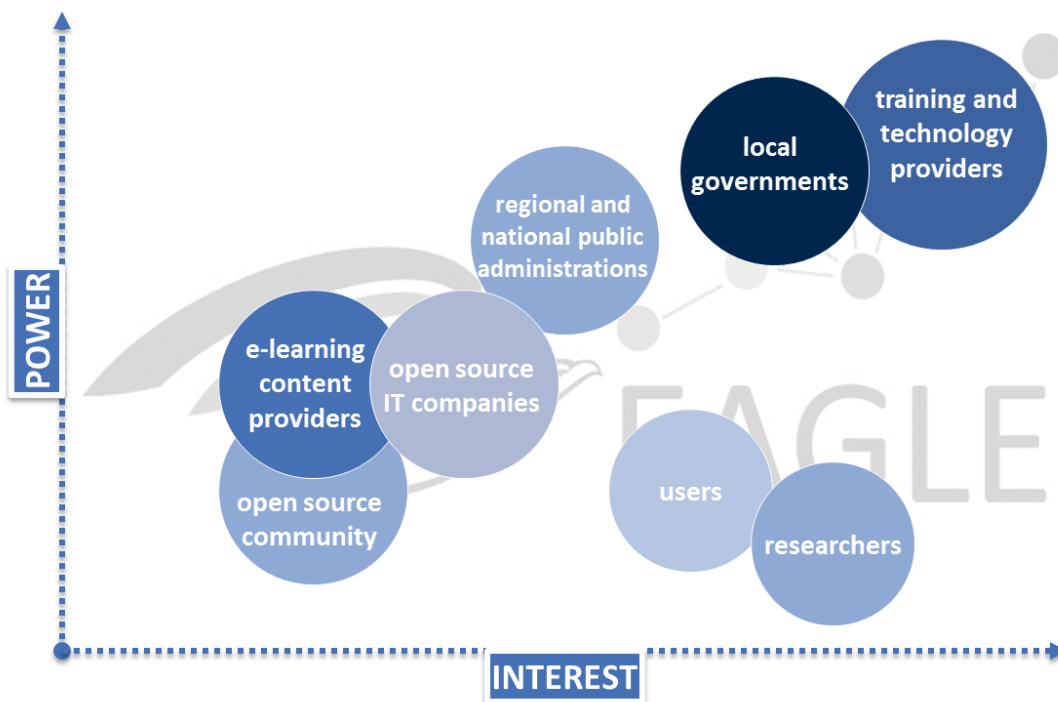 POWER
training and
technology
providers
local
governments
regional and
national public
administrations
e-learning
content
providers
open source
IT companies
open source
community
users
researchers
EAGLE
INTEREST